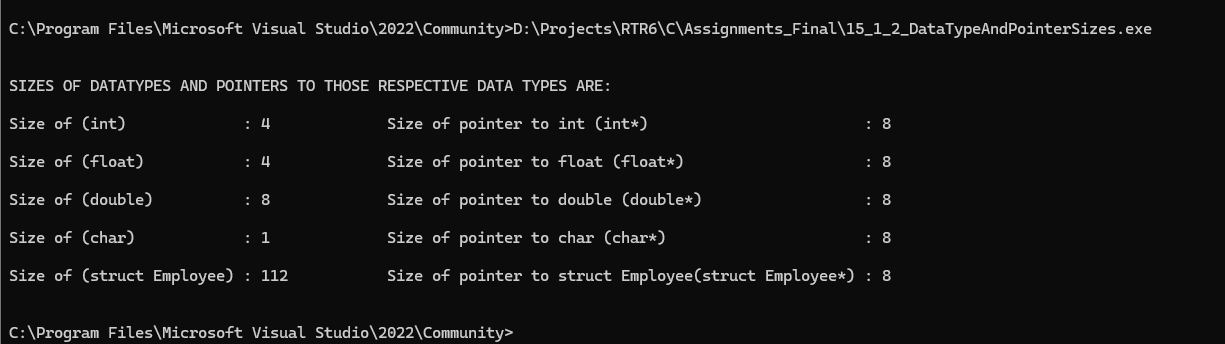 C:\Program Files\Microsoft Visual Studio\2022\Community>D:\Projects\RTR6\C\Assignments_Final\15_1_2_DataTypeAndPointerSizes.exe
SIZES OF DATATYPES AND POINTERS TO THOSE RESPECTIVE DATA TYPES ARE:
Size of (int)             : 4             Size of pointer to int (int*)                        : 8
Size of (float)           : 4             Size of pointer to float (float*)                    : 8
Size of (double)          : 8             Size of pointer to double (double*)                  : 8
Size of (char)            : 1             Size of pointer to char (char*)                      : 8
Size of (struct Employee) : 112           Size of pointer to struct Employee(struct Employee*) : 8
C:\Program Files\Microsoft Visual Studio\2022\Community>